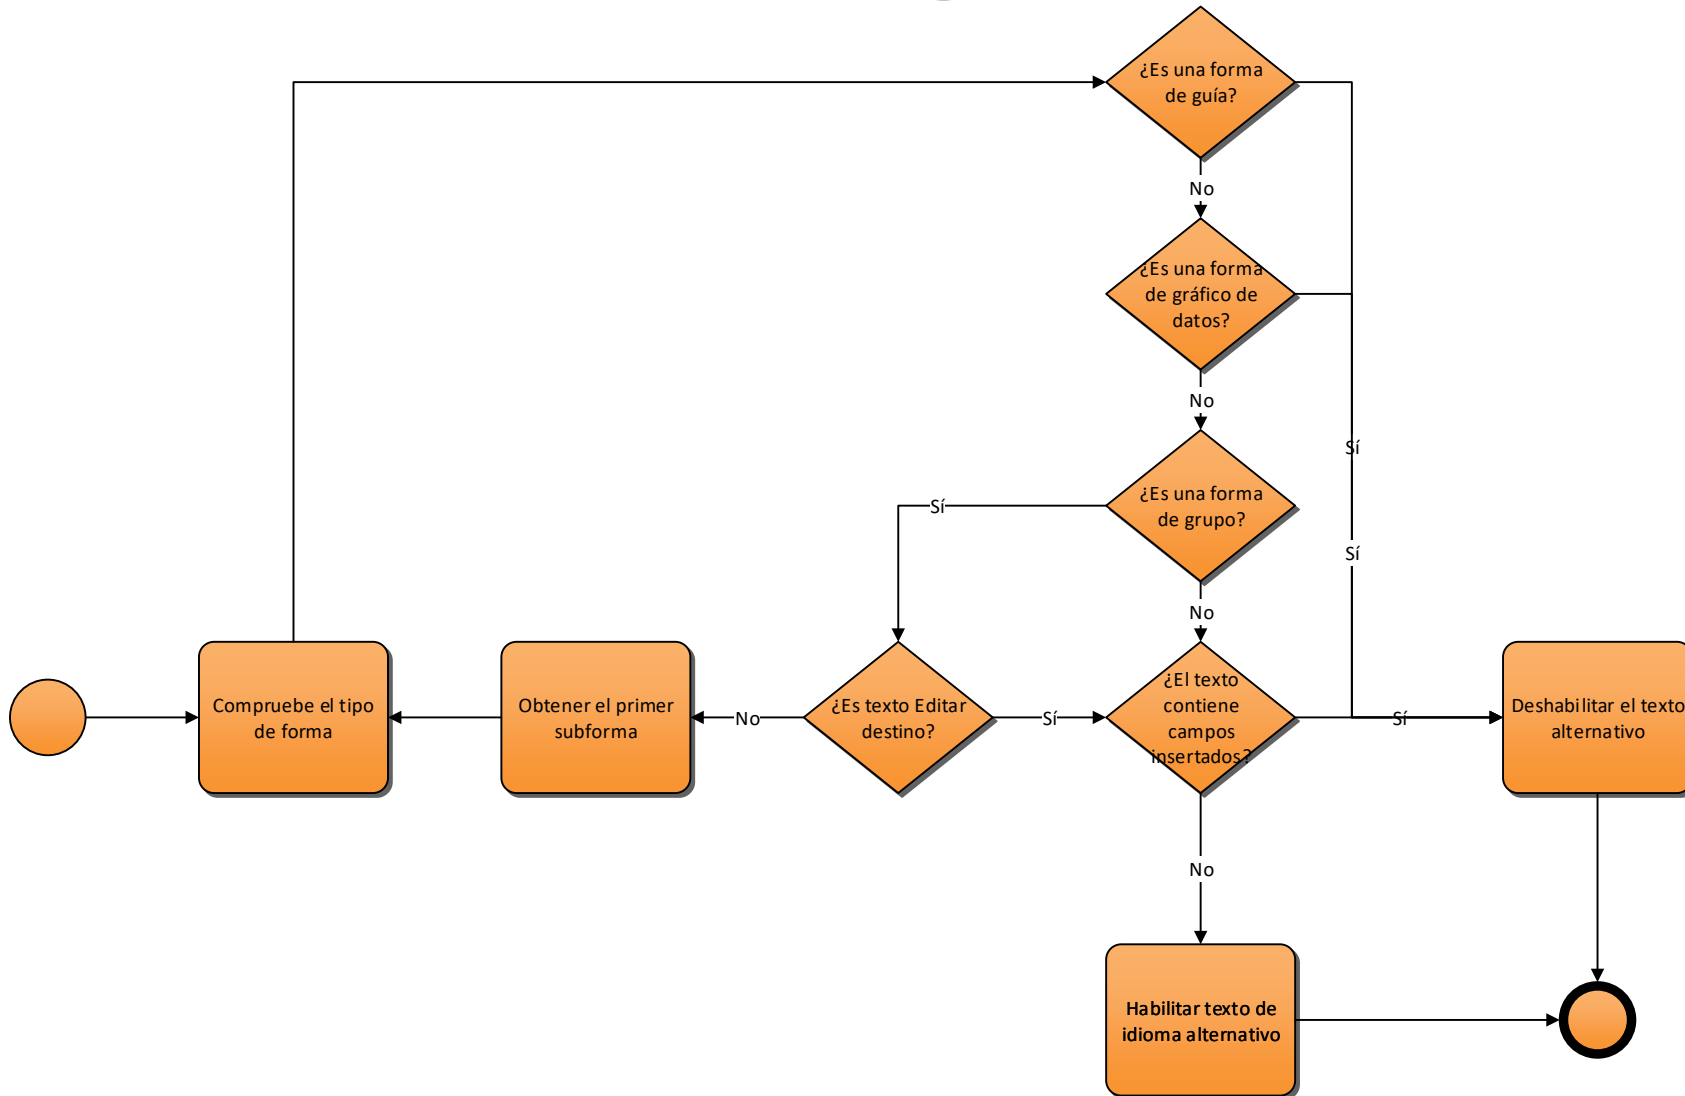 ¿Es una forma
de guía?
No
¿Es una forma
de gráfico de
datos?
No
Sí
¿Es una forma
de grupo?
Sí
Sí
No
Compruebe el tipo
de forma
Obtener el primer
subforma
No
¿Es texto Editar
destino?
Sí
¿El texto
contiene
campos
insertados?
Sí
Deshabilitar el texto
alternativo
No
Habilitar texto de
idioma alternativo